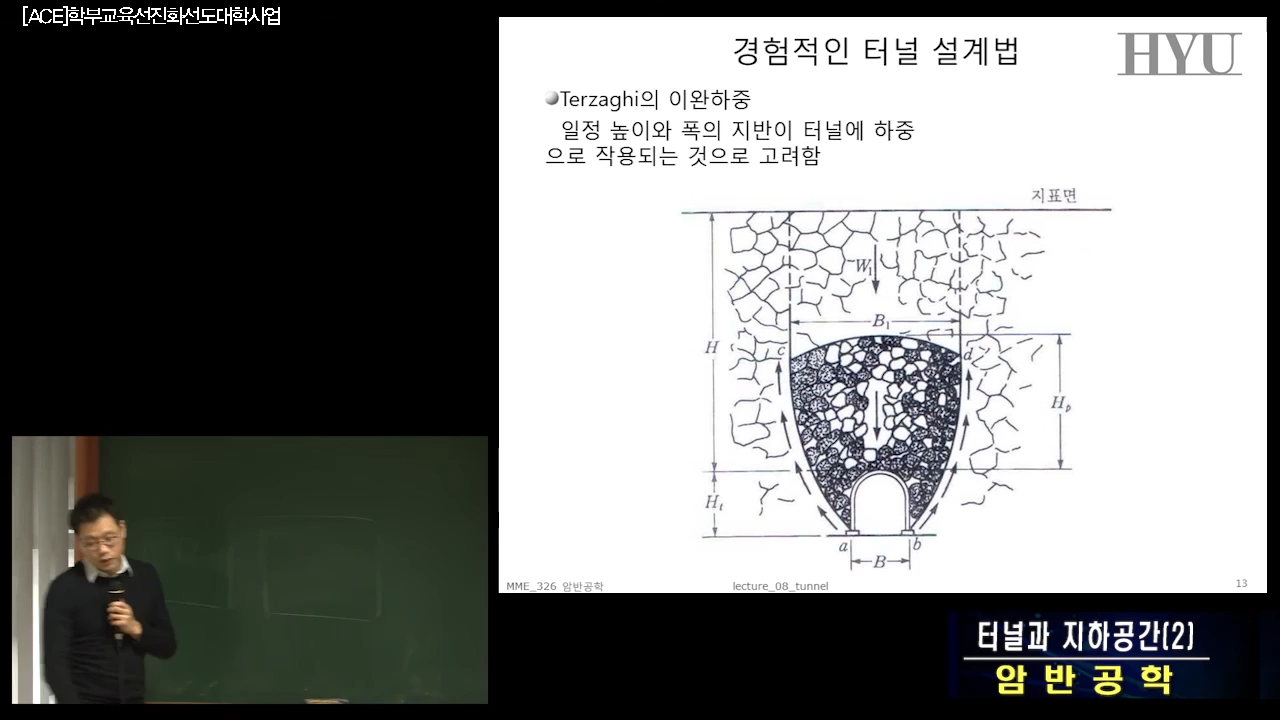 [ACE]학부교육선진화선도대학사업
경험적인 터널 설계법
HYU
Terzaghi의 이완하중
일정 높이와 폭의 지반이 터널에 하중
으로 작용되는 것으로 고려함
지표면
W₁
B₁
H
c
d
Hₚ
Hₜ
a
b
B
MME_326 암반공학
lecture_08_tunnel
13
터널과 지하공간(2)
암반공학